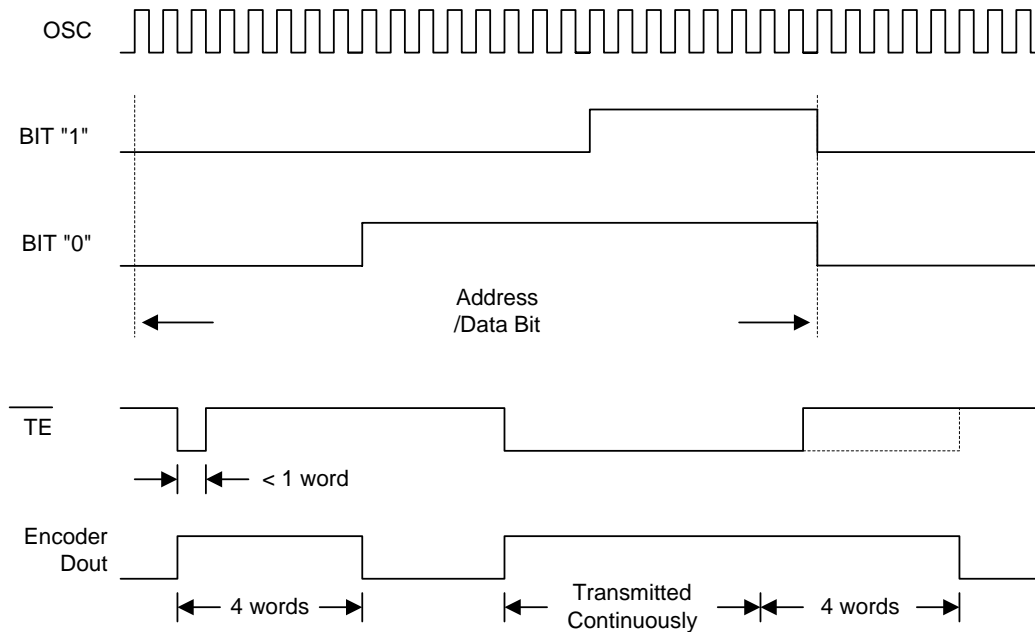 OSC
BIT "1"
BIT "0"
Address
/Data Bit
TE
< 1 word
Encoder
Dout
4 words
Transmitted
Continuously
4 words